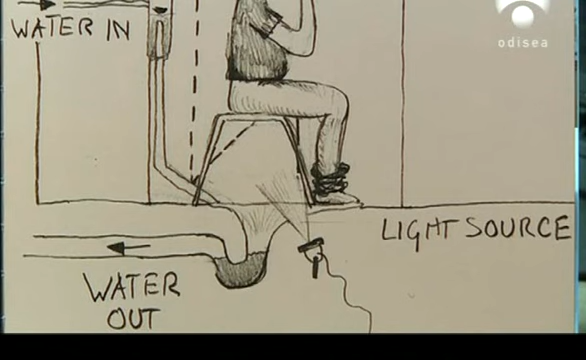 odisea
WATER IN
LIGHT SOURCE
WATER
OUT